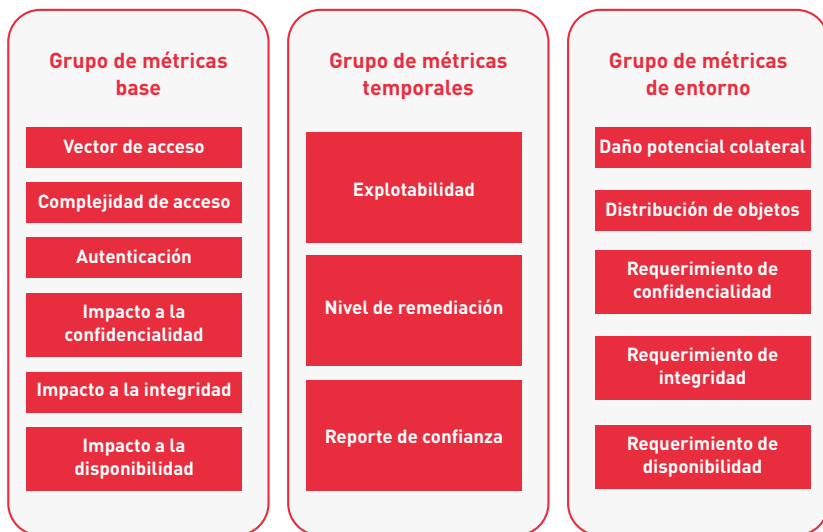 Grupo de métricas
base
Vector de acceso
Complejidad de acceso
Autenticación
Impacto a la
confidencialidad
Impacto a la integridad
Impacto a la
disponibilidad
Grupo de métricas
temporales
Explotabilidad
Nivel de remediación
Reporte de confianza
Grupo de métricas
de entorno
Daño potencial colateral
Distribución de objetos
Requerimiento de
confidencialidad
Requerimiento de
integridad
Requerimiento de
disponibilidad